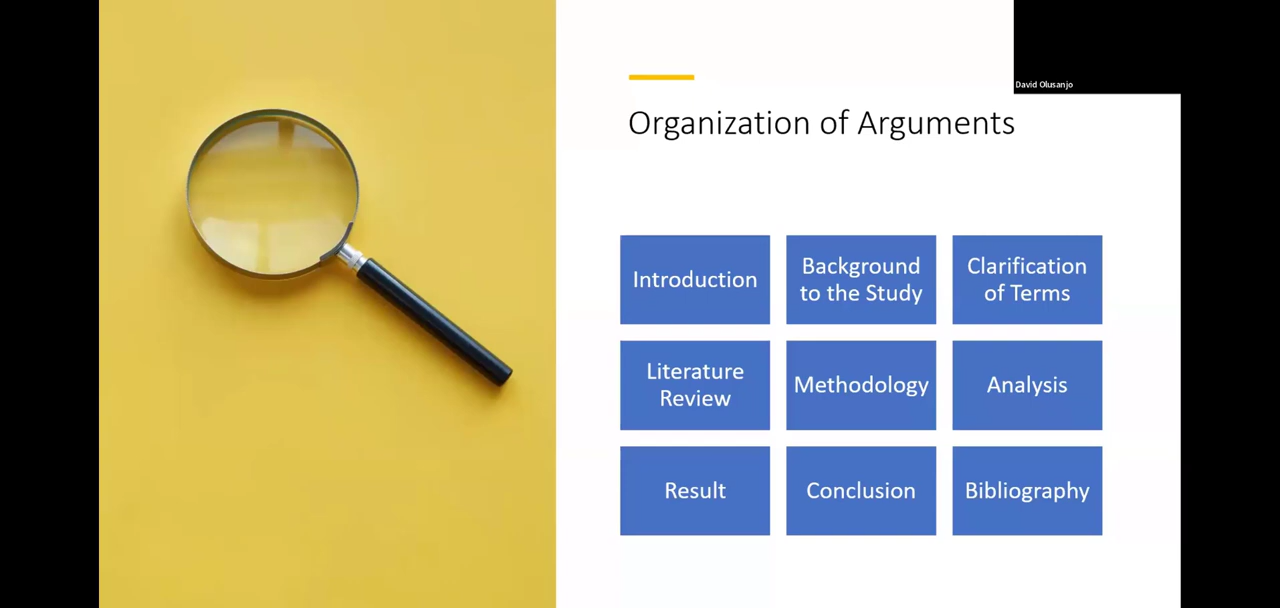 David Olusanjo
Organization of Arguments
Introduction
Background
to the Study
Clarification
of Terms
Literature
Review
Methodology
Analysis
Result
Conclusion
Bibliography